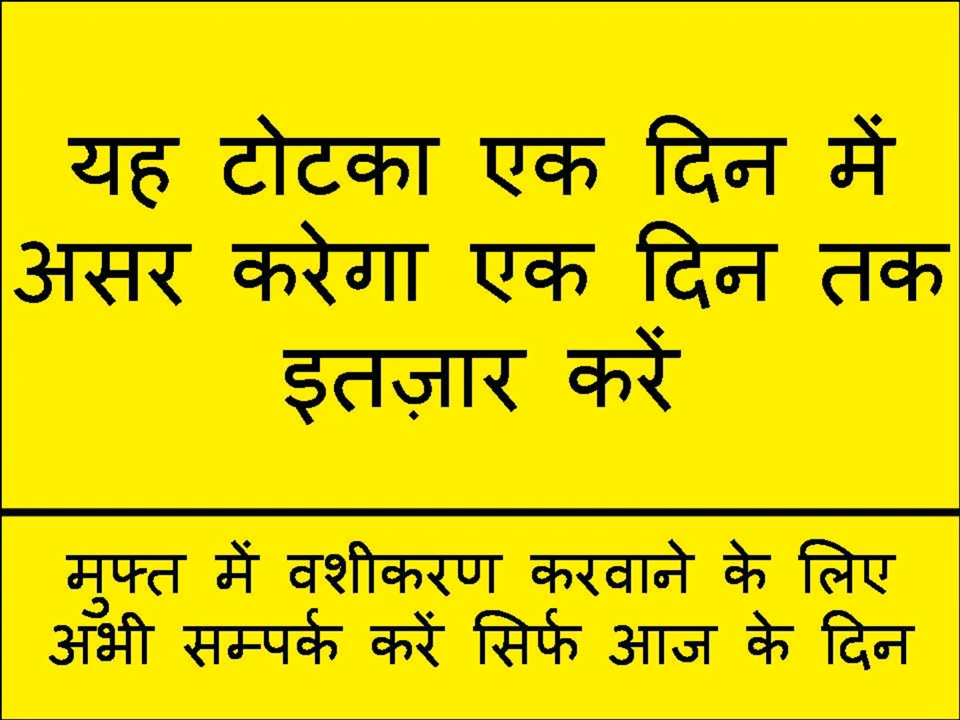 यह टोटका एक दिन में
असर करेगा एक दिन तक
इतज़ार करें
मुफ्त में वशीकरण करवाने के लिए
अभी सम्पर्क करें सिर्फ आज के दिन